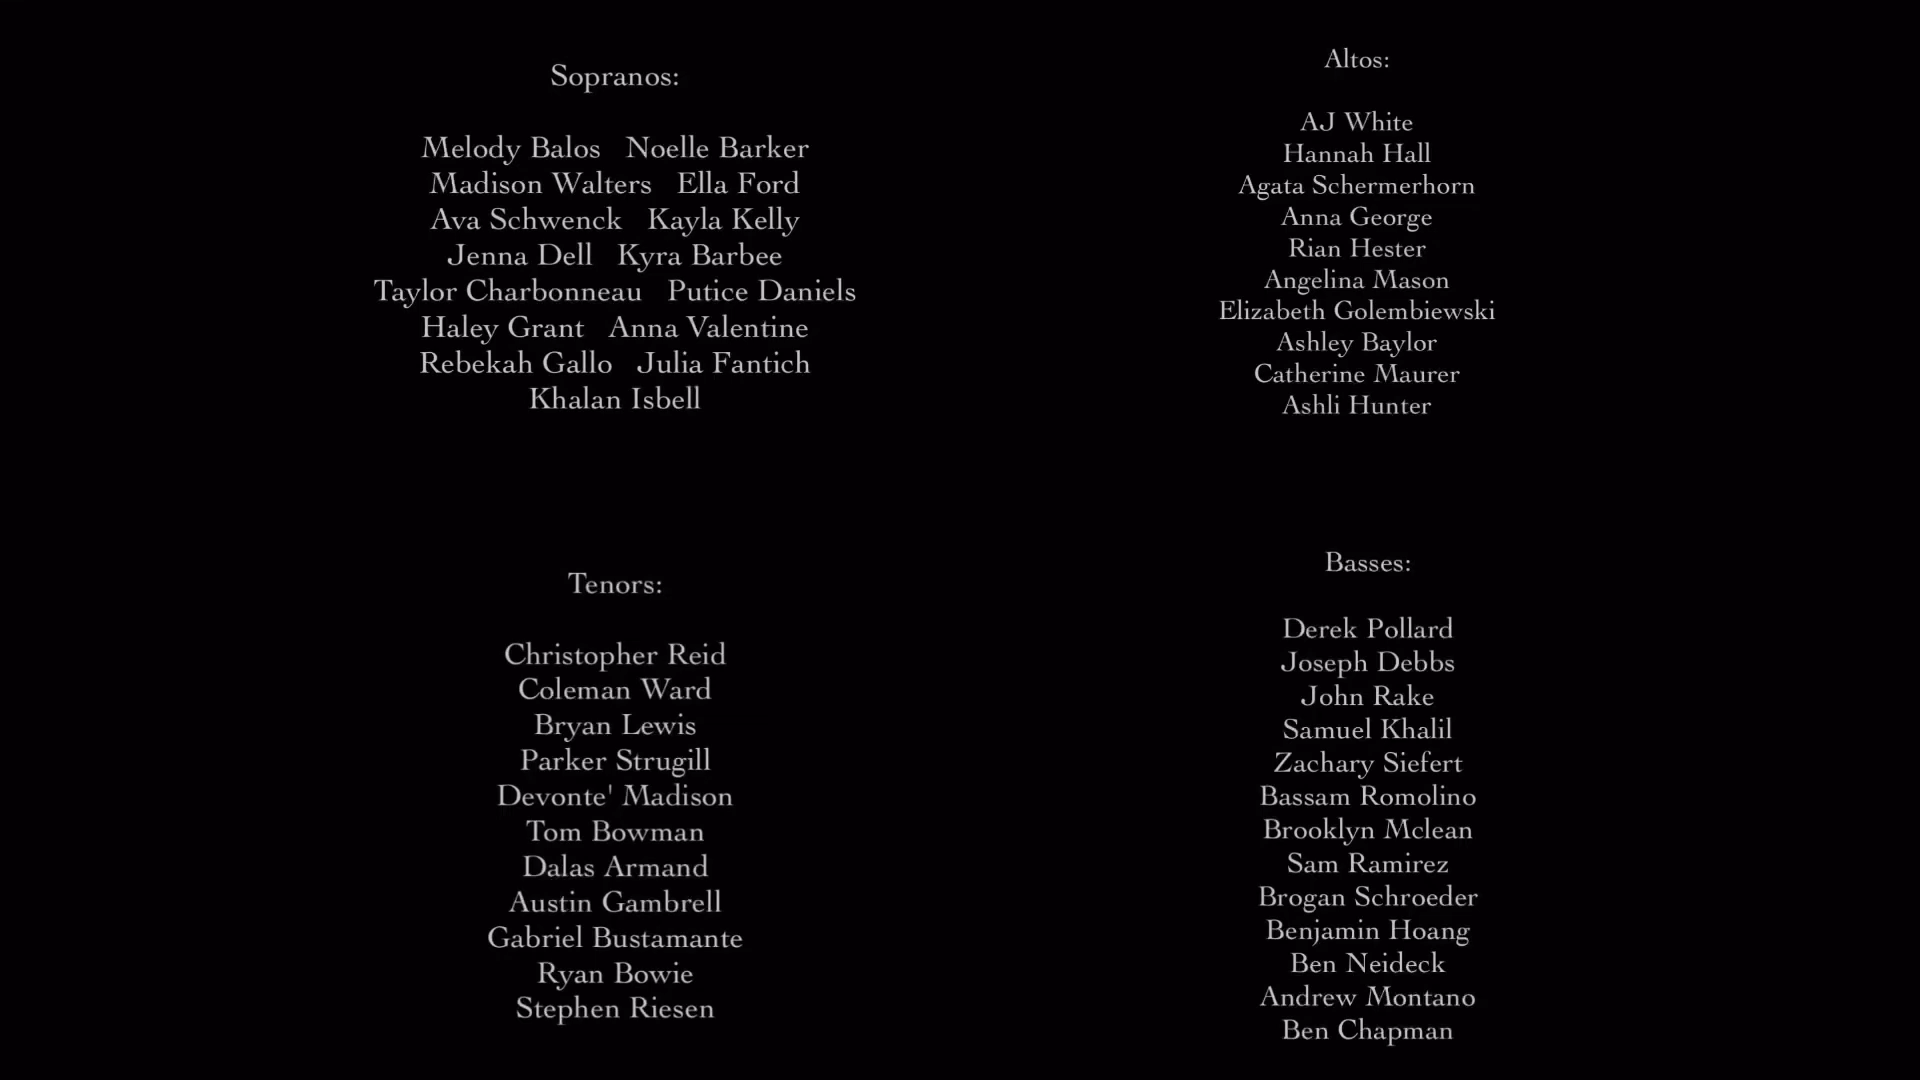 Sopranos:
Melody Balos   Noelle Barker
Madison Walters   Ella Ford
Ava Schwenck   Kayla Kelly
Jenna Dell   Kyra Barbee
Taylor Charbonneau   Putice Daniels
Haley Grant   Anna Valentine
Rebekah Gallo   Julia Fantich
Khalan Isbell
Altos:
AJ White
Hannah Hall
Agata Schermerhorn
Anna George
Rian Hester
Angelina Mason
Elizabeth Golembiewski
Ashley Baylor
Catherine Maurer
Ashli Hunter
Tenors:
Christopher Reid
Coleman Ward
Bryan Lewis
Parker Strugill
Devonte' Madison
Tom Bowman
Dalas Armand
Austin Gambrell
Gabriel Bustamante
Ryan Bowie
Stephen Riesen
Basses:
Derek Pollard
Joseph Debbs
John Rake
Samuel Khalil
Zachary Siefert
Bassam Romolino
Brooklyn Mclean
Sam Ramirez
Brogan Schroeder
Benjamin Hoang
Ben Neideck
Andrew Montano
Ben Chapman